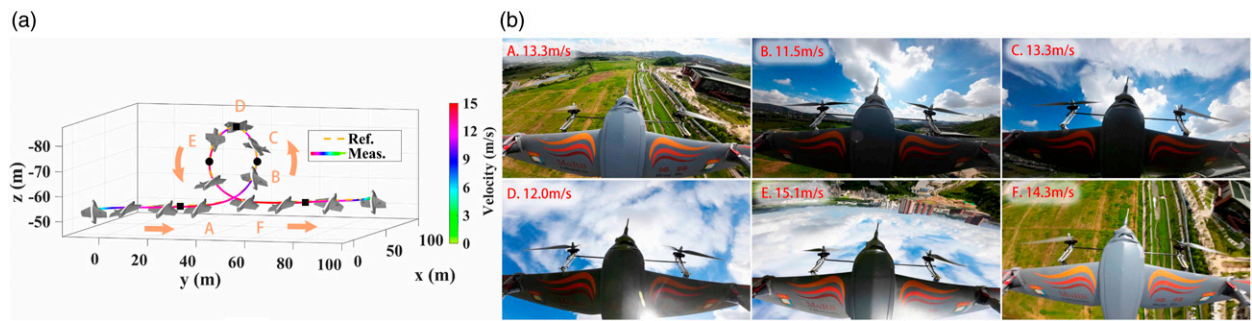 (a)
D
E
C
B
A
F
Ref.
Meas.
-80
-70
-60
-50
z (m)
0
20
40
60
80
100
y (m)
0
50
100
x (m)
15
12
9
6
3
0
Velocity (m/s)
(b)
A. 13.3m/s
B. 11.5m/s
C. 13.3m/s
D. 12.0m/s
E. 15.1m/s
F. 14.3m/s